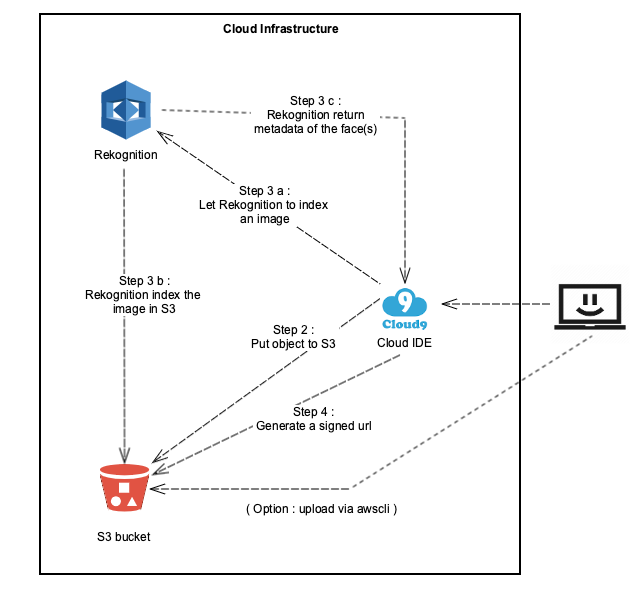 Cloud Infrastructure
Step 3 c :
Rekognition return
metadata of the face(s)
Rekognition
Step 3 a :
Let Rekognition to index
an image
Step 3 b :
Rekognition index the
image in S3
9
Cloud9
Cloud IDE
Step 2 :
Put object to S3
Step 4 :
Generate a signed url
( Option : upload via awscli )
S3 bucket